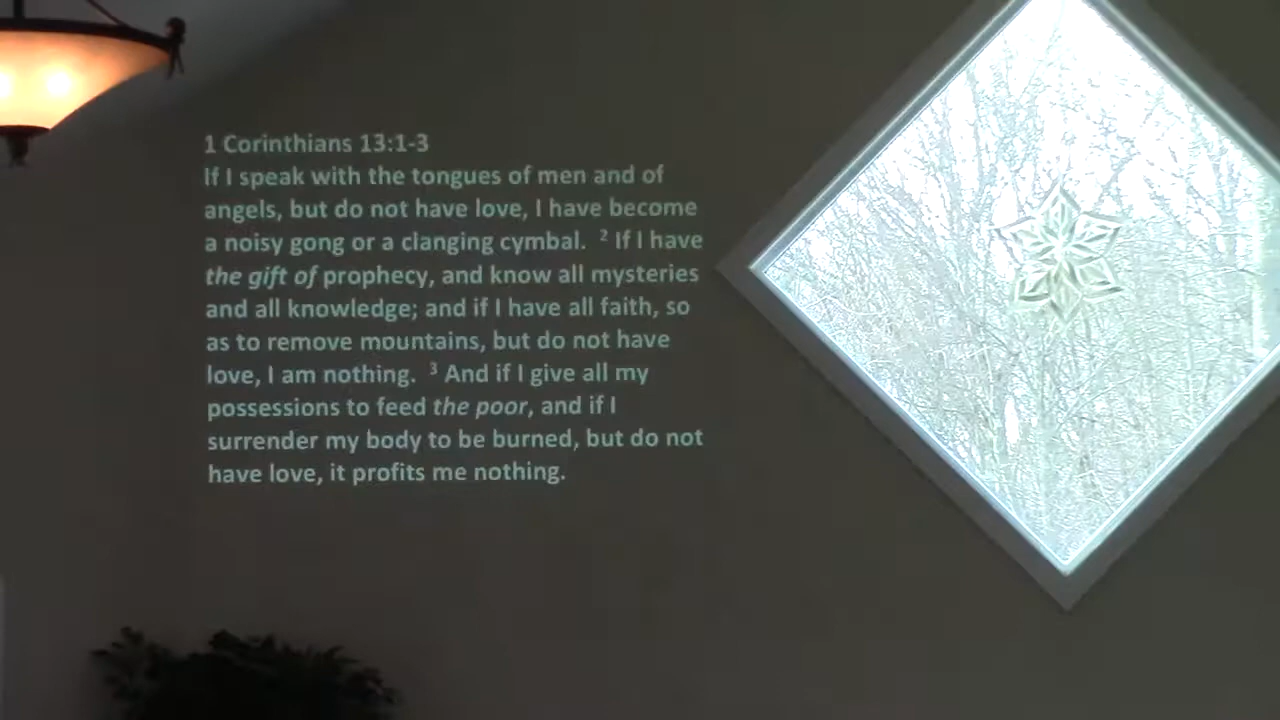 1 Corinthians 13:1-3
If I speak with the tongues of men and of
angels, but do not have love, I have become
a noisy gong or a clanging cymbal. ² If I have
the gift of prophecy, and know all mysteries
and all knowledge; and if I have all faith, so
as to remove mountains, but do not have
love, I am nothing. ³ And if I give all my
possessions to feed the poor, and if I
surrender my body to be burned, but do not
have love, it profits me nothing.